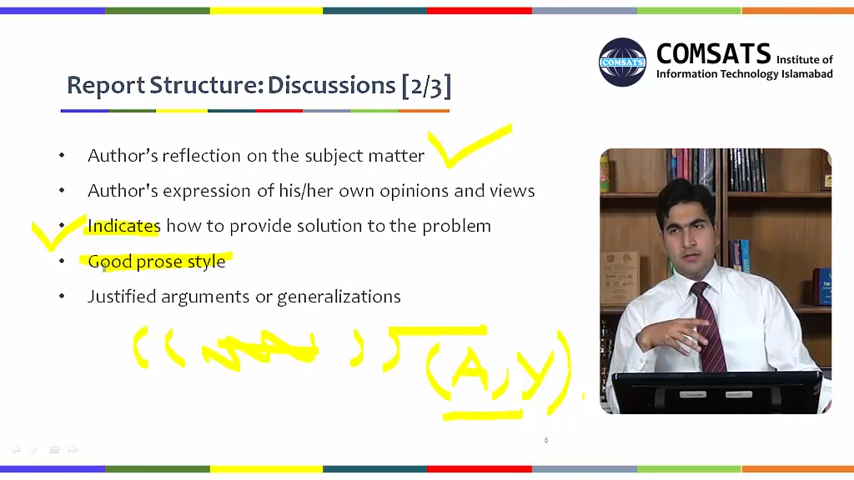 COMSATS Institute of
Information Technology Islamabad
COMSATS
Report Structure: Discussions [2/3]
• Author's reflection on the subject matter
• Author's expression of his/her own opinions and views
• Indicates how to provide solution to the problem
• Good prose style
• Justified arguments or generalizations
(A, y).
6